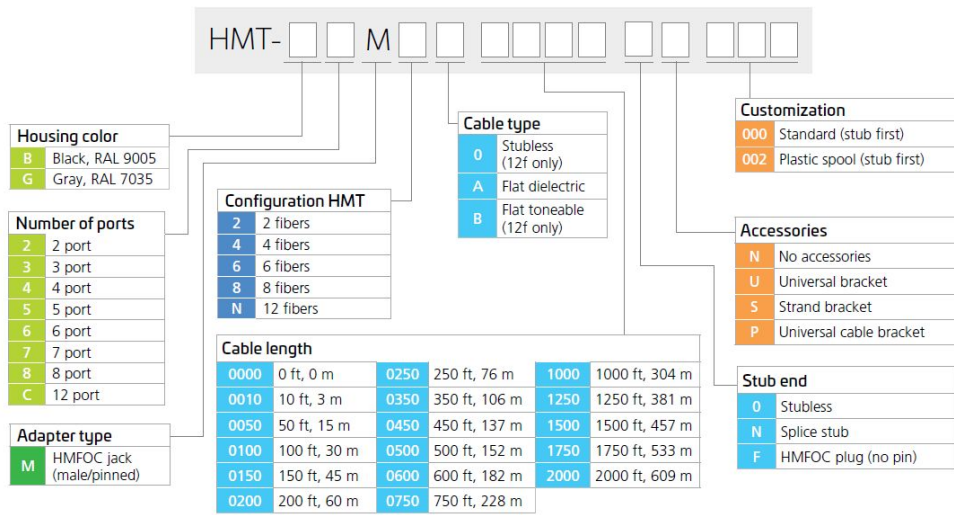 HMT- M
Housing color
B Black, RAL 9005
G Gray, RAL 7035
Number of ports
2 2 port
3 3 port
4 4 port
5 5 port
6 6 port
7 7 port
8 8 port
C 12 port
Adapter type
M HMFOC jack
(male/pinned)
Configuration HMT
2 2 fibers
4 4 fibers
6 6 fibers
8 8 fibers
N 12 fibers
Cable type
0 Stubless
(12f only)
A Flat dielectric
B Flat toneable
(12f only)
Cable length
0000 0 ft, 0 m 0250 250 ft, 76 m 1000 1000 ft, 304 m
0010 10 ft, 3 m 0350 350 ft, 106 m 1250 1250 ft, 381 m
0050 50 ft, 15 m 0450 450 ft, 137 m 1500 1500 ft, 457 m
0100 100 ft, 30 m 0500 500 ft, 152 m 1750 1750 ft, 533 m
0150 150 ft, 45 m 0600 600 ft, 182 m 2000 2000 ft, 609 m
0200 200 ft, 60 m 0750 750 ft, 228 m
Customization
000 Standard (stub first)
002 Plastic spool (stub first)
Accessories
N No accessories
U Universal bracket
S Strand bracket
P Universal cable bracket
Stub end
0 Stubless
N Splice stub
F HMFOC plug (no pin)